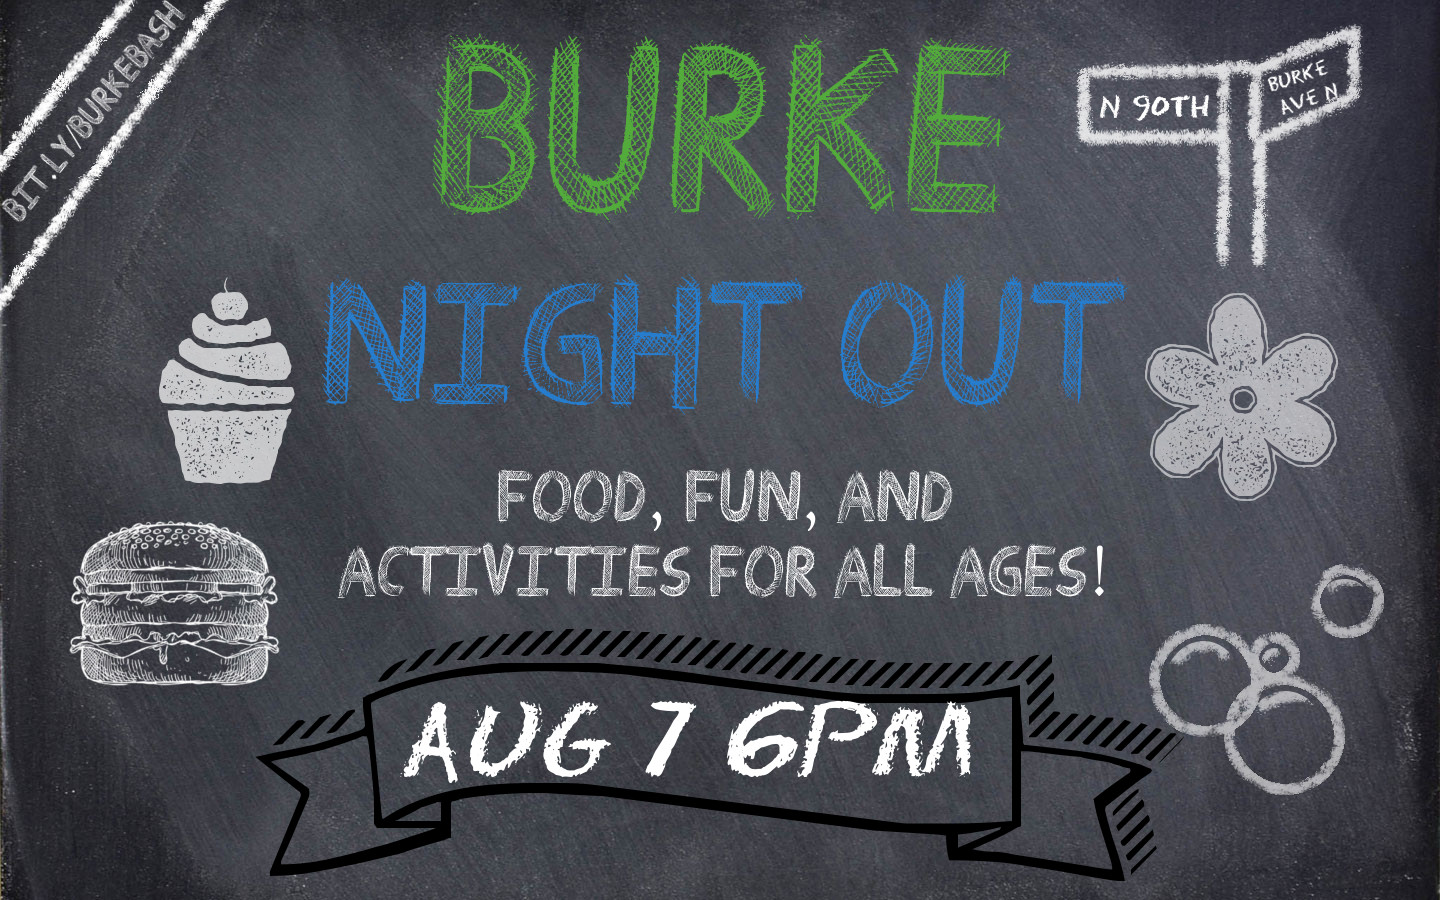 BIT.LY/BURKEBASH
BURKE
N 90TH
BURKE
AVE N
NIGHT OUT
FOOD, FUN, AND
ACTIVITIES FOR ALL AGES!
AUG 7 6PM